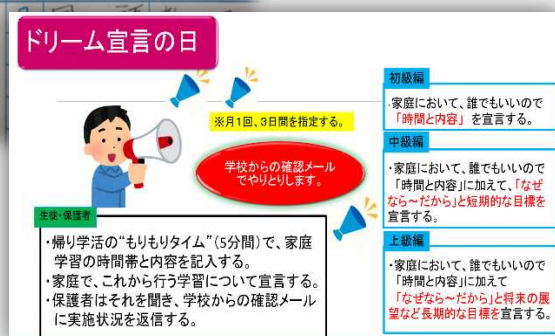 ドリーム宣言の日
※月1回、3日間を指定する。
学校からの確認メール
でやりとりします。
生徒・保護者
・帰り学活の“もりもりタイム”(5分間)で、家庭
学習の時間帯と内容を記入する。
・家庭で、これから行う学習について宣言する。
・保護者はそれを聞き、学校からの確認メール
に実施状況を返信する。
初級編
・家庭において、誰でもいいので
「時間と内容」を宣言する。
中級編
・家庭において、誰でもいいので
「時間と内容」に加えて、「なぜ
なら～だから」と短期的な目標を
宣言する。
上級編
・家庭において、誰でもいいので
「時間と内容」に加えて
「なぜなら～だから」と将来の展
望など長期的な目標を宣言する。